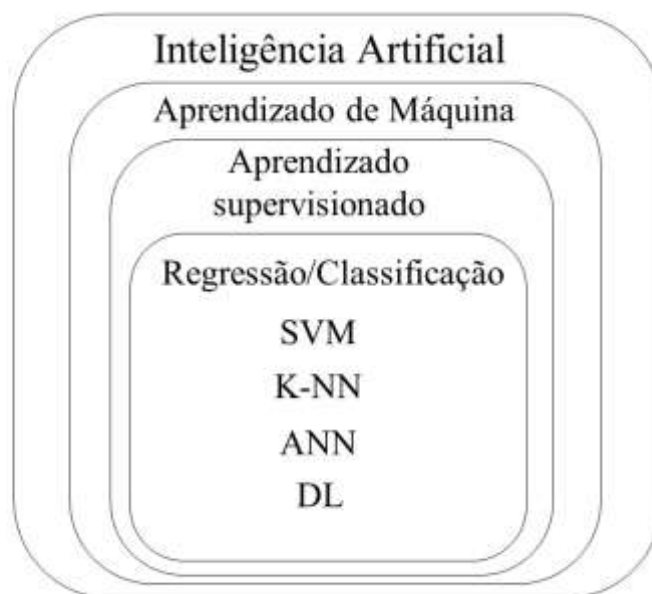 Inteligência Artificial
Aprendizado de Máquina
Aprendizado
supervisionado
Regressão/Classificação
SVM
K-NN
ANN
DL